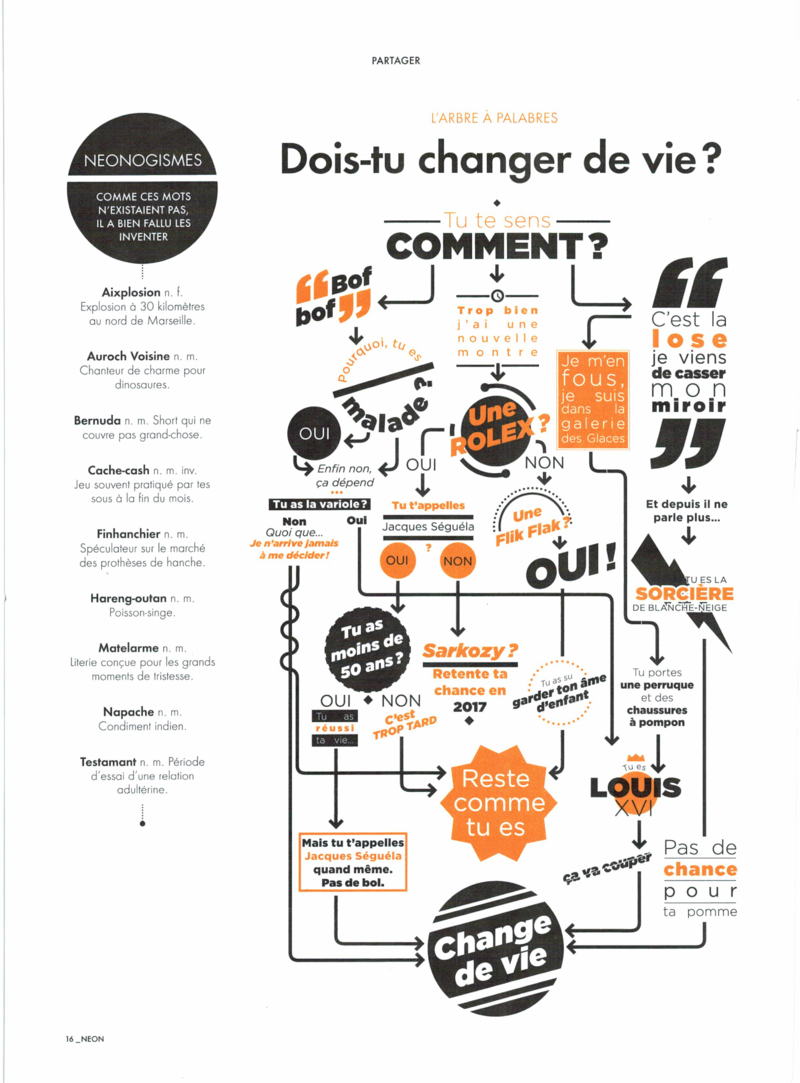 PARTAGER
NEONOGISMES
COMME CES MOTS
N'EXISTAIENT PAS,
IL A BIEN FALLU LES
INVENTER
Aixplosion n. f.
Explosion à 30 kilomètres
au nord de Marseille.
Auroch Voisine n. m.
Chanteur de charme pour
dinosaures.
Bernuda n. m. Short qui ne
couvre pas grand-chose.
Cache-cash n. m. inv.
Jeu souvent pratiqué par tes
sous à la fin du mois.
Finhanchier n. m.
Spéculateur sur le marché
des prothèses de hanche.
Hareng-outan n. m.
Poisson-singe.
Matelarme n. m.
Literie conçue pour les grands
moments de tristesse.
Napache n. m.
Condiment indien.
Testamant n. m. Période
d'essai d'une relation
adultérine.
L'ARBRE À PALABRES
Dois-tu changer de vie ?
Tu te sens
COMMENT ?
“ Bof
bof ”
Pourquoi, tu es
malade ?
OUI
Enfin non,
ça dépend
...
Tu as la variole ?
Non
Quoi que...
Je n'arrive jamais
à me décider !
Oui
Trop bien
j'ai une
nouvelle
montre
Une
ROLEX ?
OUI
NON
Tu t'appelles
Jacques Séguéla
?
OUI
NON
Une
Flik Flak ?
OUI !
Tu as
moins de
50 ans ?
OUI
NON
Tu as
réussi
ta vie...
C'est
TROP TARD
Sarkozy ?
Retente ta
chance en
2017
Tu as su
garder ton âme
d'enfant
Je m'en
fous,
je suis
dans la
galerie
des Glaces
“
C'est la
lose
je viens
de casser
mon
miroir
”
Et depuis il ne
parle plus...
TU ES LA
SORCIÈRE
DE BLANCHE-NEIGE
Tu portes
une perruque
et des
chaussures
à pompon
Tu es
LOUIS
XVI
ça va couper
Pas de
chance
pour
ta pomme
Reste
comme
tu es
Mais tu t'appelles
Jacques Séguéla
quand même.
Pas de bol.
Change
de vie
16 _NEON